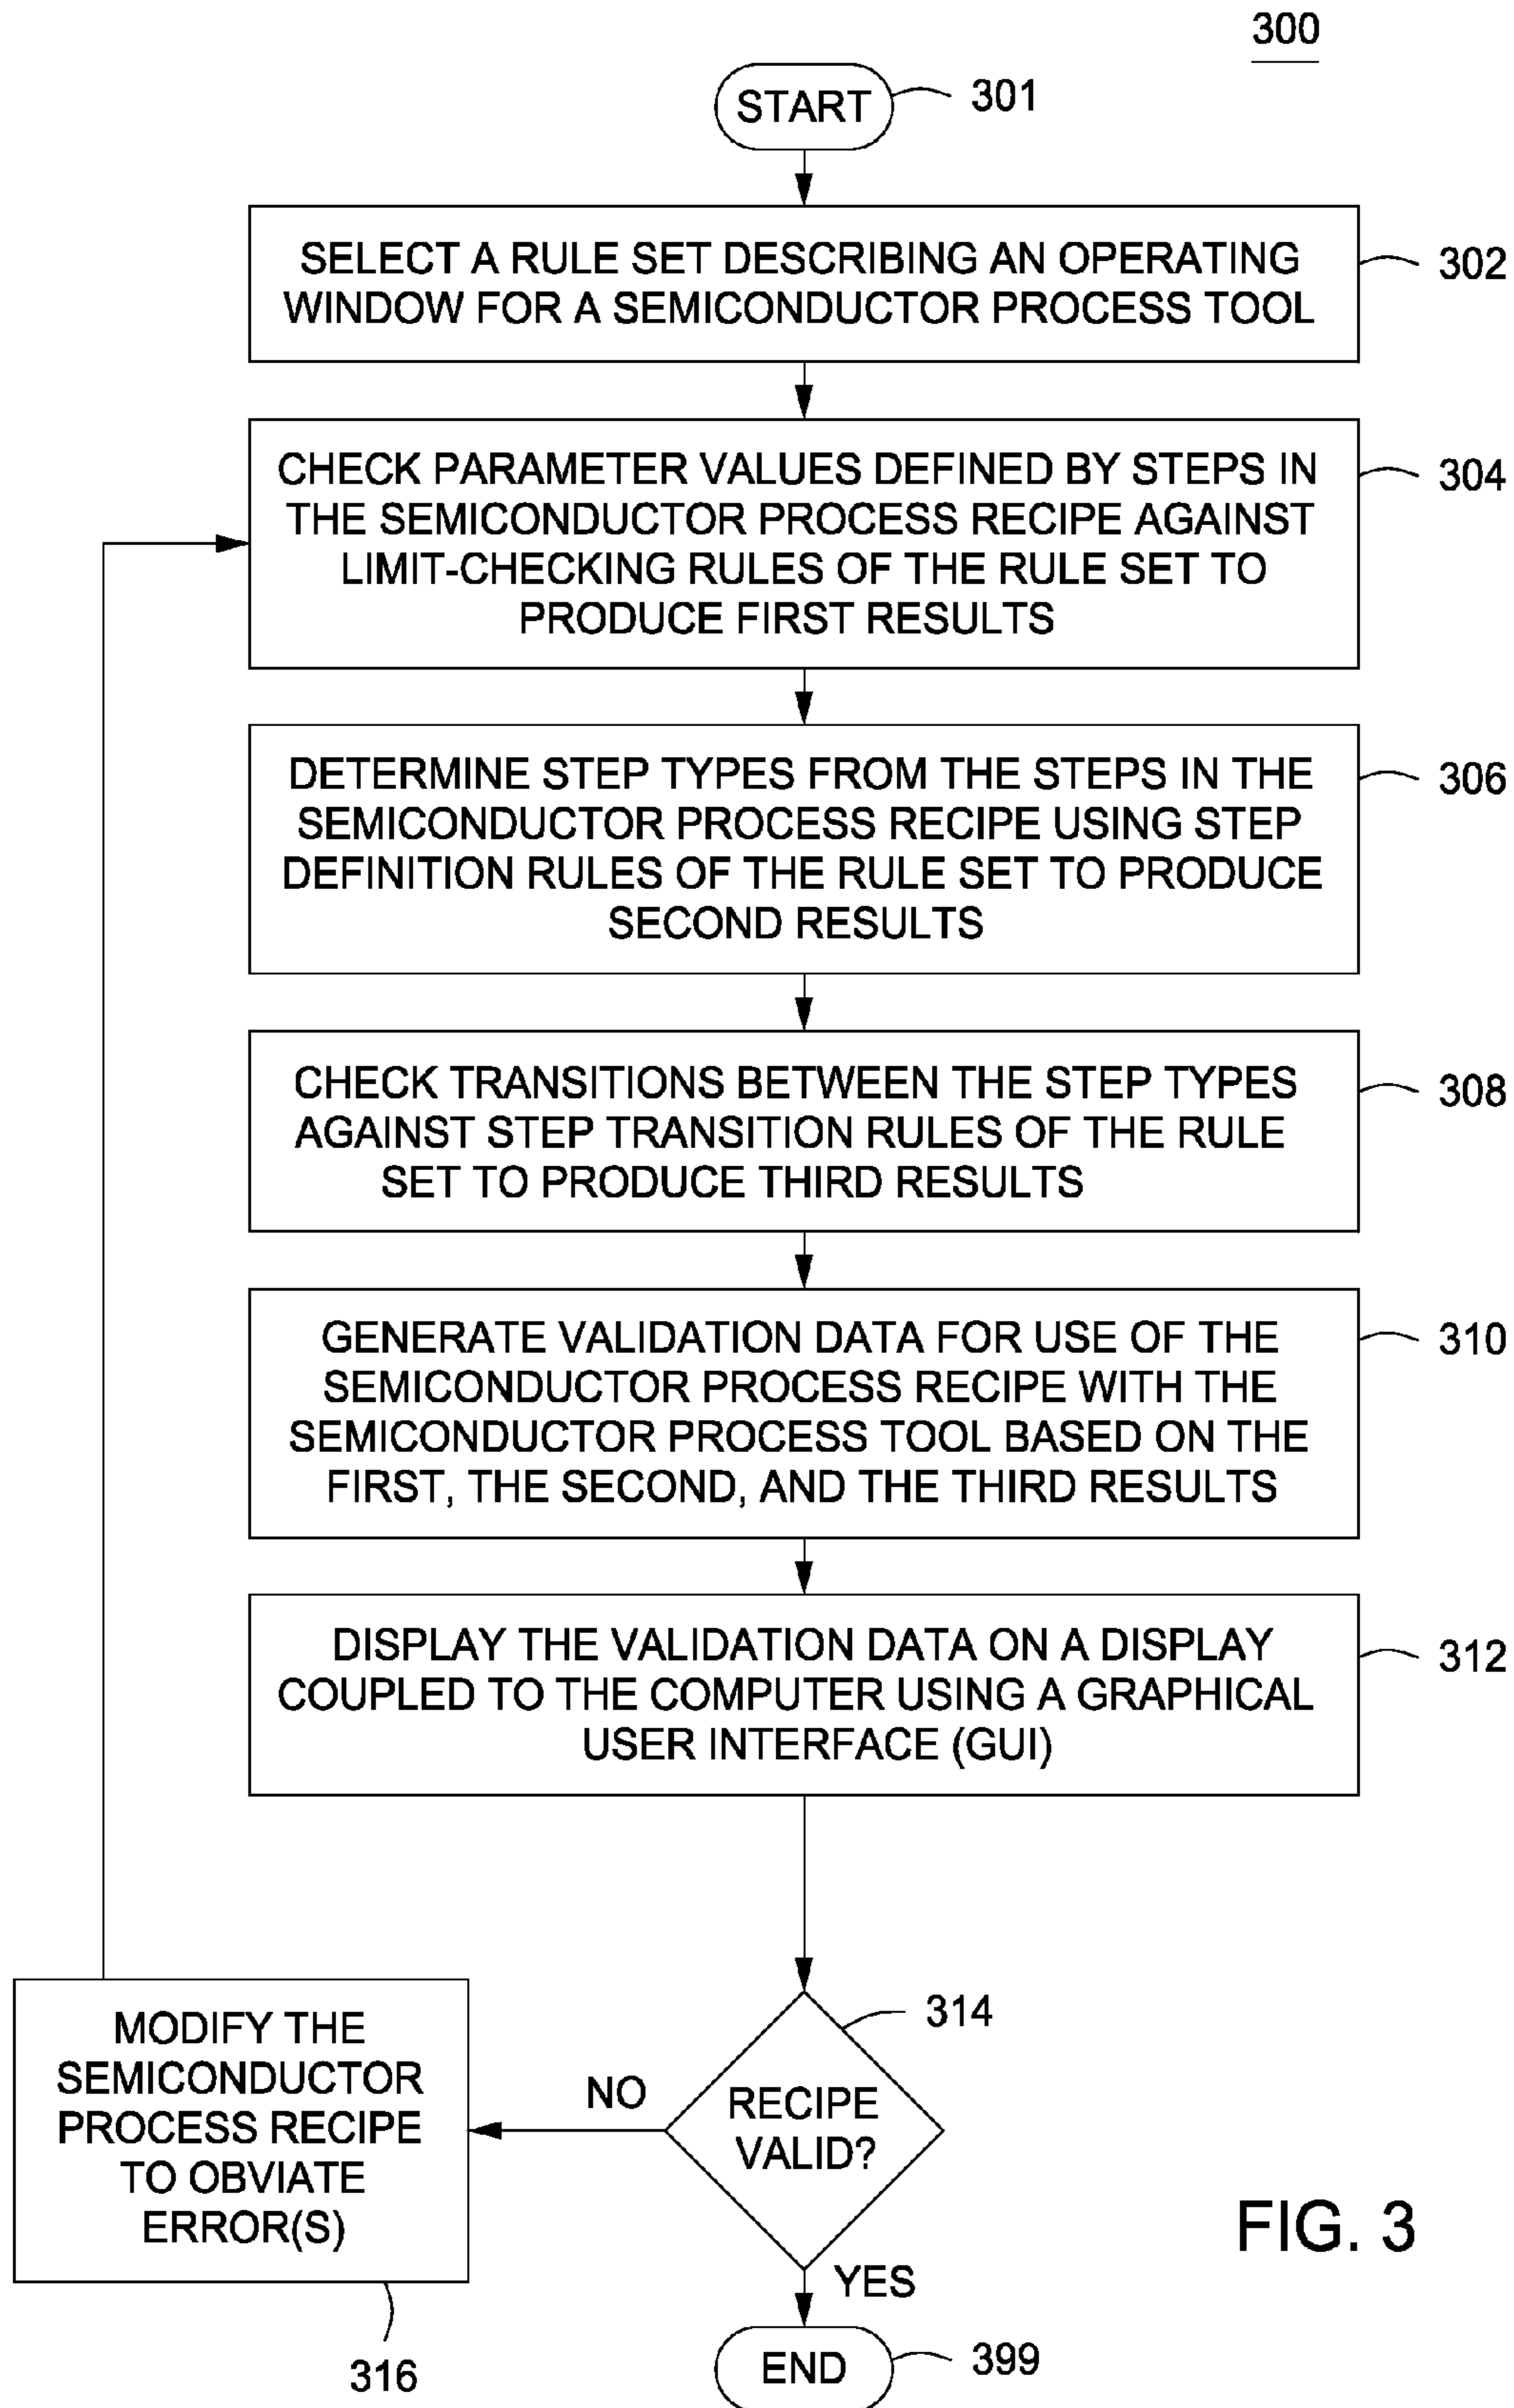 300
START
301
SELECT A RULE SET DESCRIBING AN OPERATING
WINDOW FOR A SEMICONDUCTOR PROCESS TOOL
302
CHECK PARAMETER VALUES DEFINED BY STEPS IN
THE SEMICONDUCTOR PROCESS RECIPE AGAINST
LIMIT-CHECKING RULES OF THE RULE SET TO
PRODUCE FIRST RESULTS
304
DETERMINE STEP TYPES FROM THE STEPS IN THE
SEMICONDUCTOR PROCESS RECIPE USING STEP
DEFINITION RULES OF THE RULE SET TO PRODUCE
SECOND RESULTS
306
CHECK TRANSITIONS BETWEEN THE STEP TYPES
AGAINST STEP TRANSITION RULES OF THE RULE
SET TO PRODUCE THIRD RESULTS
308
GENERATE VALIDATION DATA FOR USE OF THE
SEMICONDUCTOR PROCESS RECIPE WITH THE
SEMICONDUCTOR PROCESS TOOL BASED ON THE
FIRST, THE SECOND, AND THE THIRD RESULTS
310
DISPLAY THE VALIDATION DATA ON A DISPLAY
COUPLED TO THE COMPUTER USING A GRAPHICAL
USER INTERFACE (GUI)
312
314
RECIPE
VALID?
NO
MODIFY THE
SEMICONDUCTOR
PROCESS RECIPE
TO OBVIATE
ERROR(S)
316
YES
END
399
FIG. 3